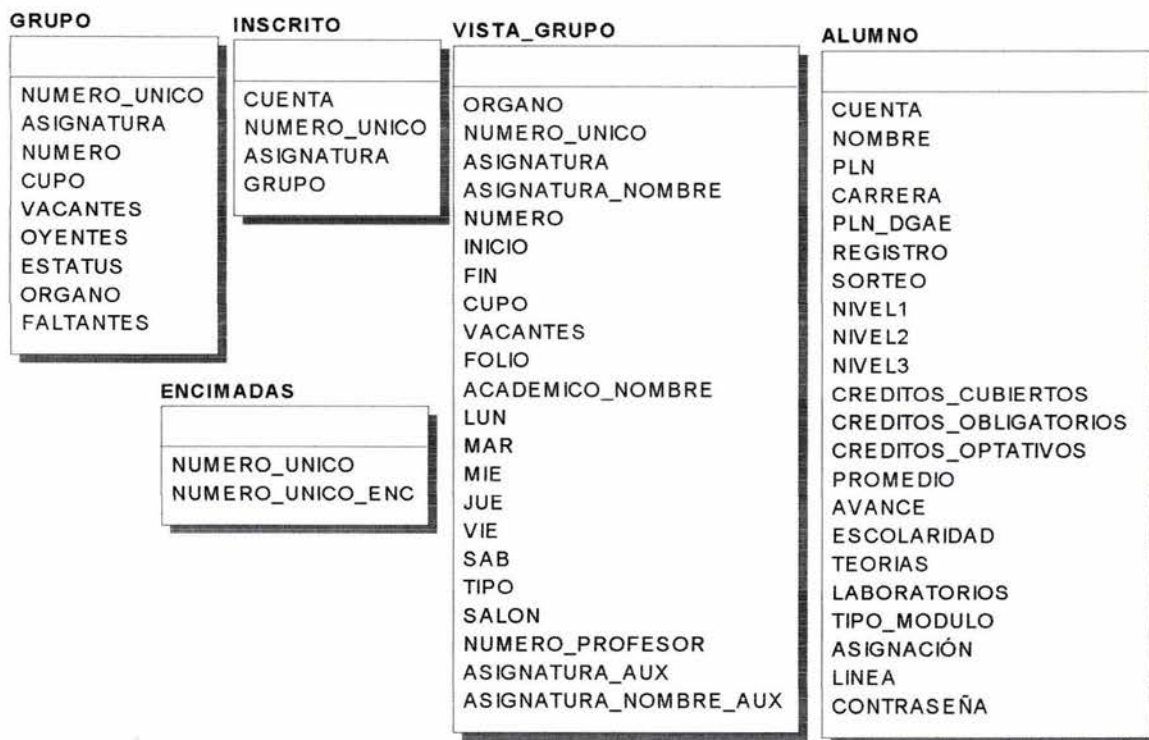 GRUPO
NUMERO_UNICO
ASIGNATURA
NUMERO
CUPO
VACANTES
OYENTES
ESTATUS
ORGANO
FALTANTES
INSCRITO
CUENTA
NUMERO_UNICO
ASIGNATURA
GRUPO
ENCIMADAS
NUMERO_UNICO
NUMERO_UNICO_ENC
VISTA_GRUPO
ORGANO
NUMERO_UNICO
ASIGNATURA
ASIGNATURA_NOMBRE
NUMERO
INICIO
FIN
CUPO
VACANTES
FOLIO
ACADEMICO_NOMBRE
LUN
MAR
MIE
JUE
VIE
SAB
TIPO
SALON
NUMERO_PROFESOR
ASIGNATURA_AUX
ASIGNATURA_NOMBRE_AUX
ALUMNO
CUENTA
NOMBRE
PLN
CARRERA
PLN_DGAE
REGISTRO
SORTEO
NIVEL1
NIVEL2
NIVEL3
CREDITOS_CUBIERTOS
CREDITOS_OBLIGATORIOS
CREDITOS_OPTATIVOS
PROMEDIO
AVANCE
ESCOLARIDAD
TEORIAS
LABORATORIOS
TIPO_MODULO
ASIGNACIÓN
LINEA
CONTRASEÑA